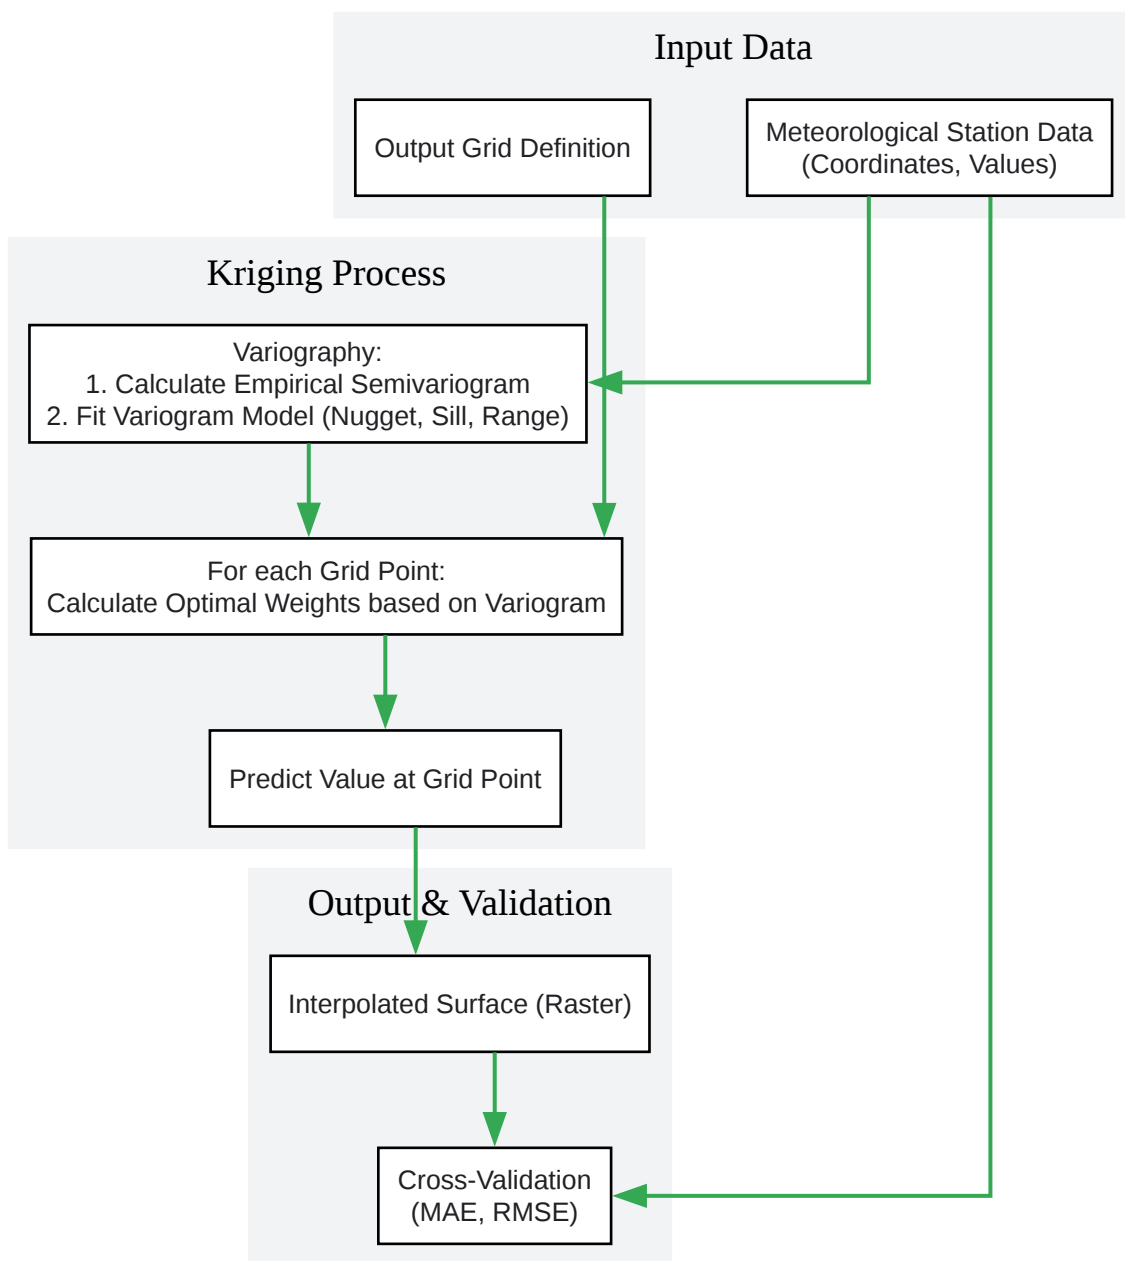 Input Data
Output Grid Definition
Meteorological Station Data
(Coordinates, Values)
Kriging Process
Variography:
1. Calculate Empirical Semivariogram
2. Fit Variogram Model (Nugget, Sill, Range)
For each Grid Point:
Calculate Optimal Weights based on Variogram
Predict Value at Grid Point
Output & Validation
Interpolated Surface (Raster)
Cross-Validation
(MAE, RMSE)